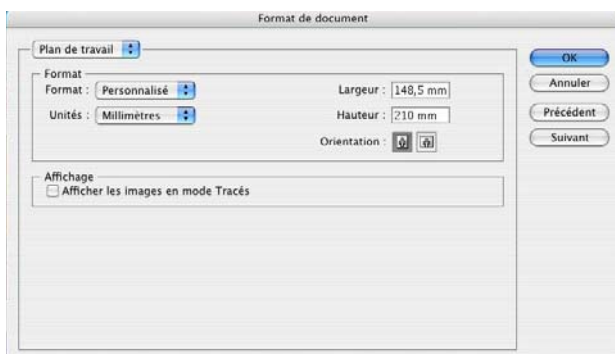 Format de document
Plan de travail
OK
Format
Format : Personnalisé
Largeur : 148,5 mm
Annuler
Unités : Millimètres
Hauteur : 210 mm
Précédent
Orientation :
Suivant
Affichage
Afficher les images en mode Tracés